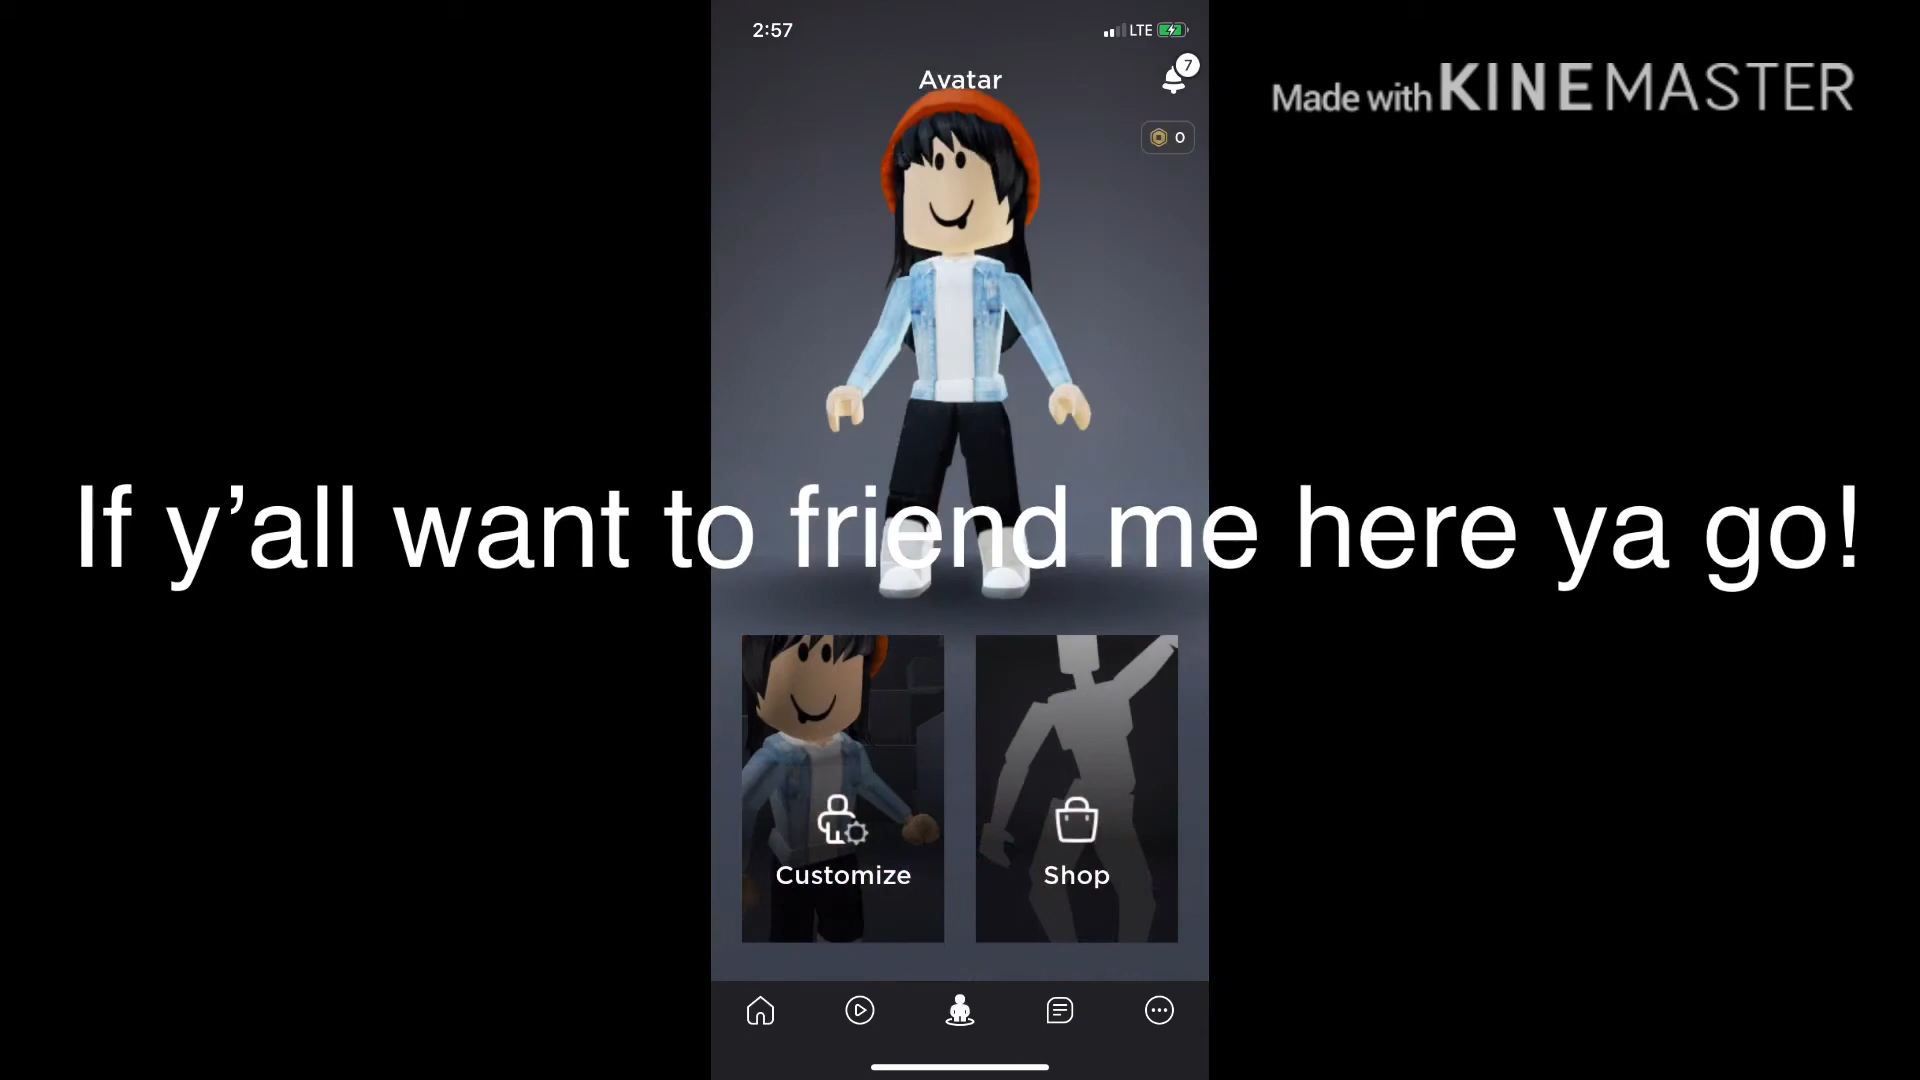 2:57
LTE
Avatar
7
0
Made with KINEMASTER
If y’all want to friend me here ya go!
Customize
Shop